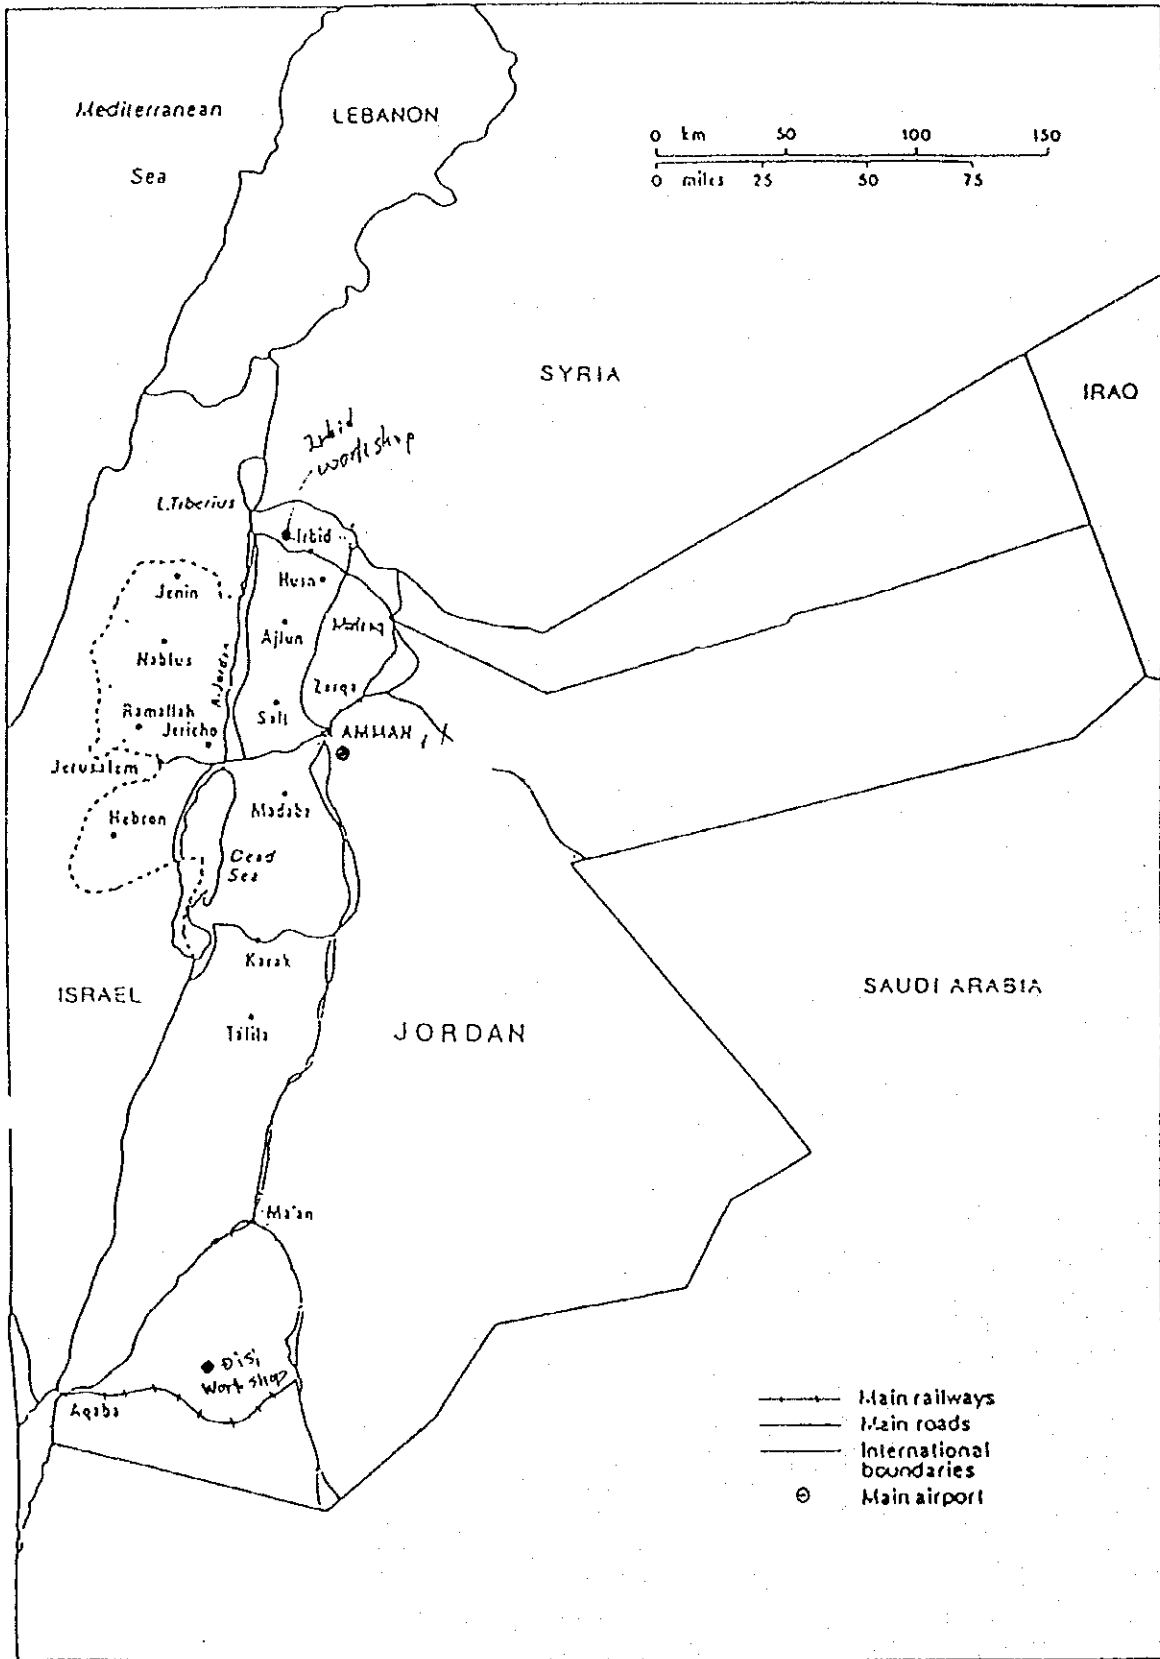 Mediterranean
Sea
LEBANON
0 km 50 100 150
0 miles 25 50 75
SYRIA
IRAQ
Irbid
workshop
L.Tiberius
Irbid
Jenin
Husn
Ajlun
Mafraq
Nablus
R.Jordan
Zarqa
Ramallah
Salt
Jericho
AMMAN
Jerusalem
Madaba
Hebron
Dead
Sea
Karak
ISRAEL
SAUDI ARABIA
JORDAN
Tafila
Ma'an
Disi
Work shop
Aqaba
Main railways
Main roads
International
boundaries
Main airport